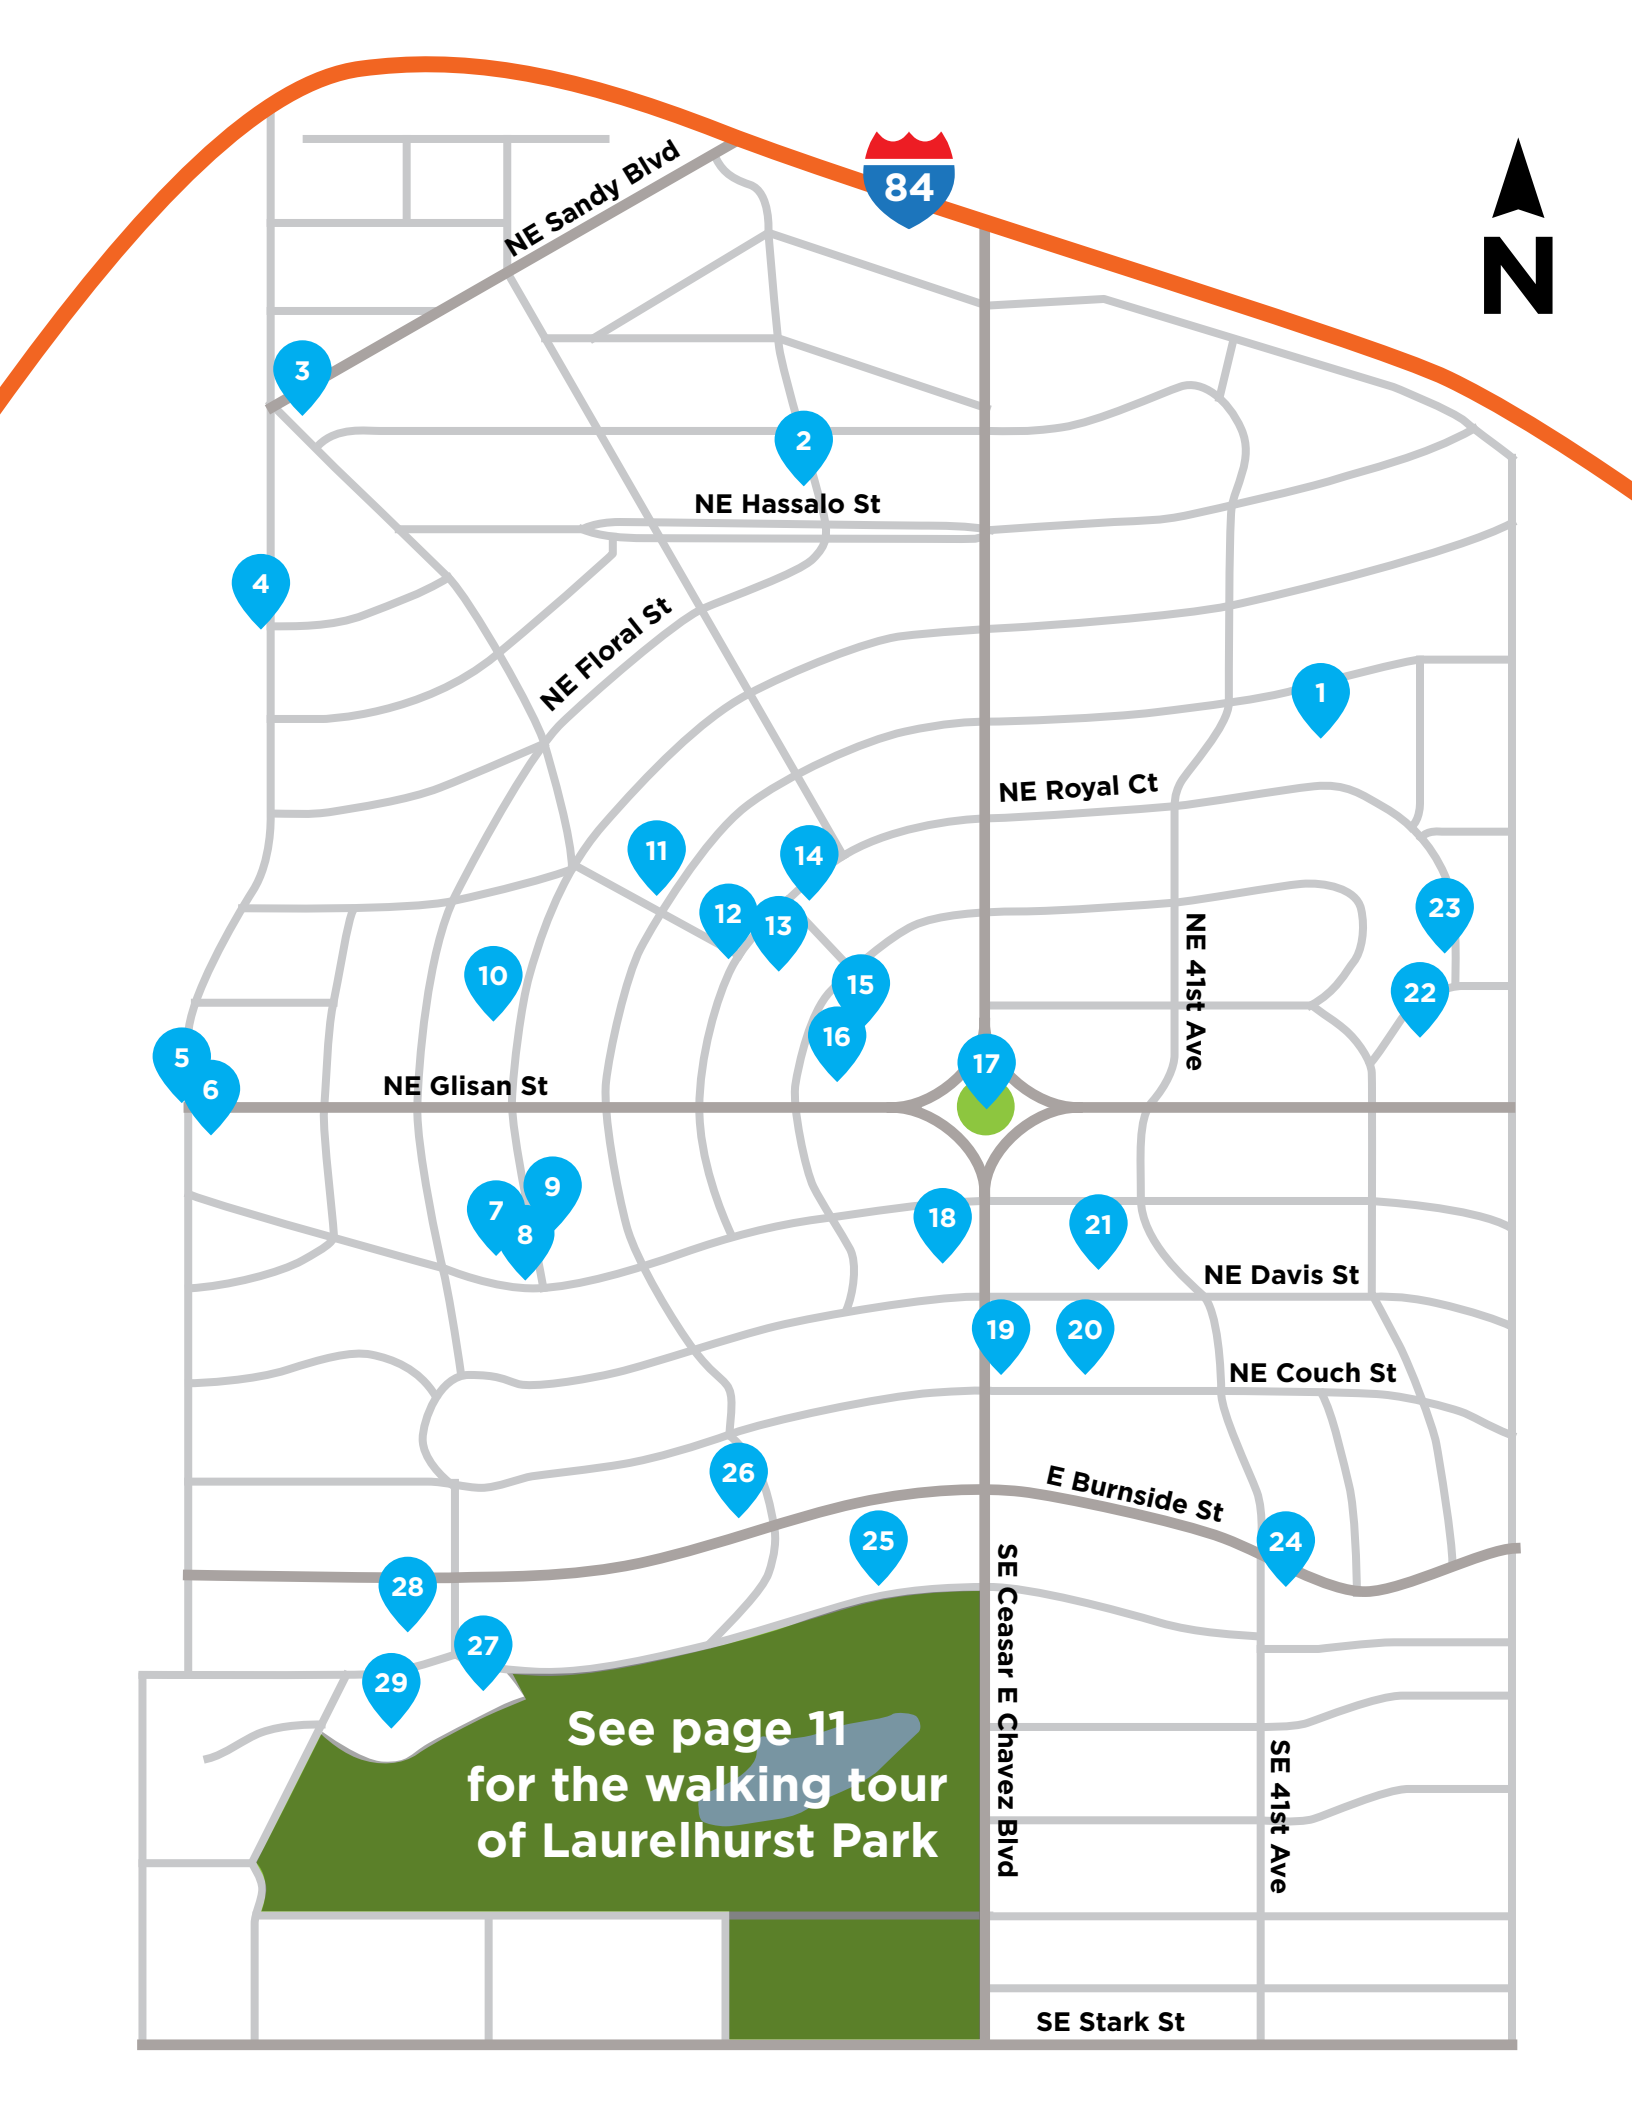 84
N
NE Sandy Blvd
3
2
NE Hassalo St
4
NE Floral St
1
NE Royal Ct
11
14
12
13
23
NE 41st Ave
10
15
22
16
5
17
6
NE Glisan St
9
7
18
21
8
NE Davis St
19
20
NE Couch St
26
E Burnside St
25
24
28
SE Ceasar E Chavez Blvd
27
29
See page 11
for the walking tour
of Laurelhurst Park
SE 41st Ave
SE Stark St